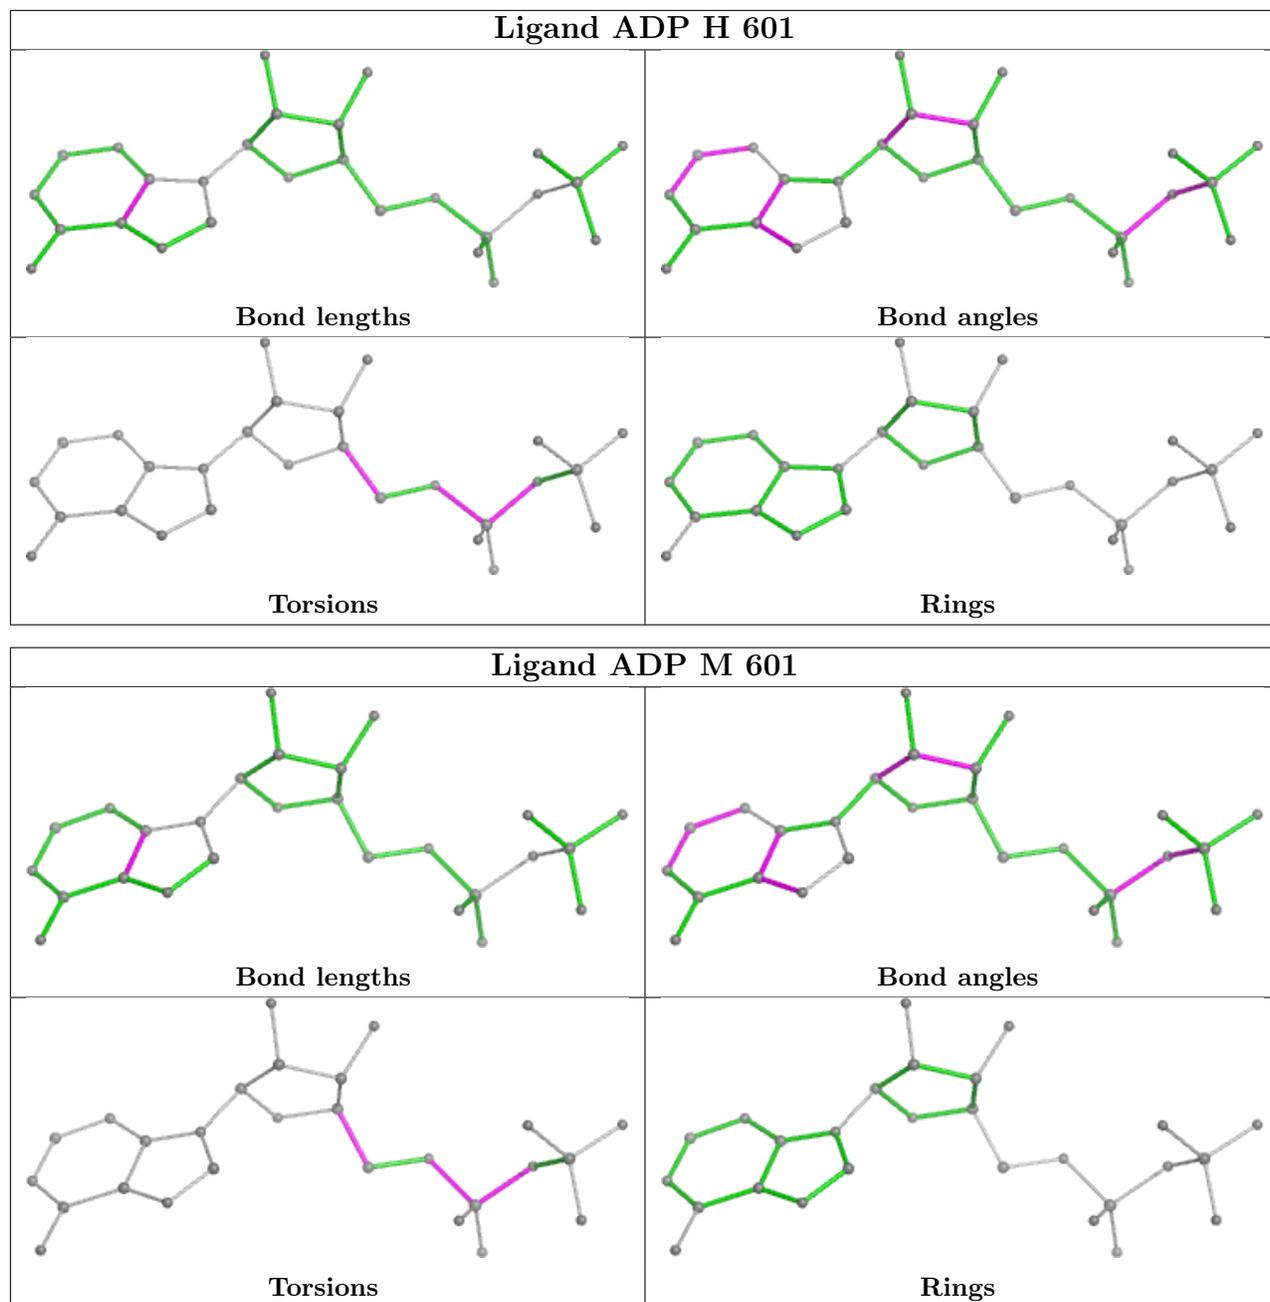 Ligand ADP H 601
Bond lengths
Bond angles
Torsions
Rings
Ligand ADP M 601
Bond lengths
Bond angles
Torsions
Rings